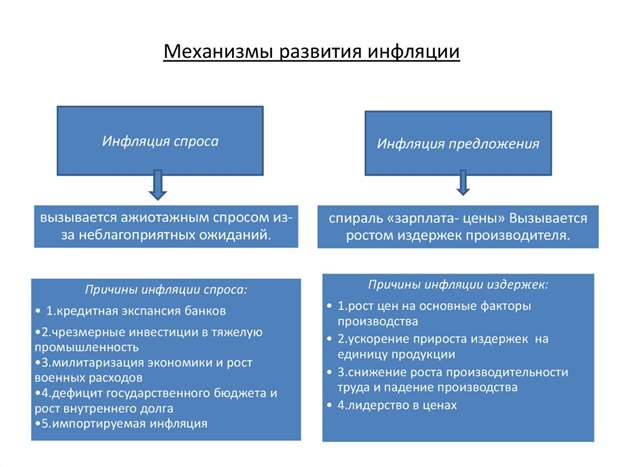 Механизмы развития инфляции
Инфляция спроса
вызывается ажиотажным спросом из-
за неблагоприятных ожиданий.
Причины инфляции спроса:
• 1.кредитная экспансия банков
•2.чрезмерные инвестиции в тяжелую
промышленность
•3.милитаризация экономики и рост
военных расходов
•4.дефицит государственного бюджета и
рост внутреннего долга
•5.импортируемая инфляция
Инфляция предложения
спираль «зарплата- цены» Вызывается
ростом издержек производителя.
Причины инфляции издержек:
• 1.рост цен на основные факторы
производства
• 2.ускорение прироста издержек на
единицу продукции
• 3.снижение роста производительности
труда и падение производства
• 4.лидерство в ценах